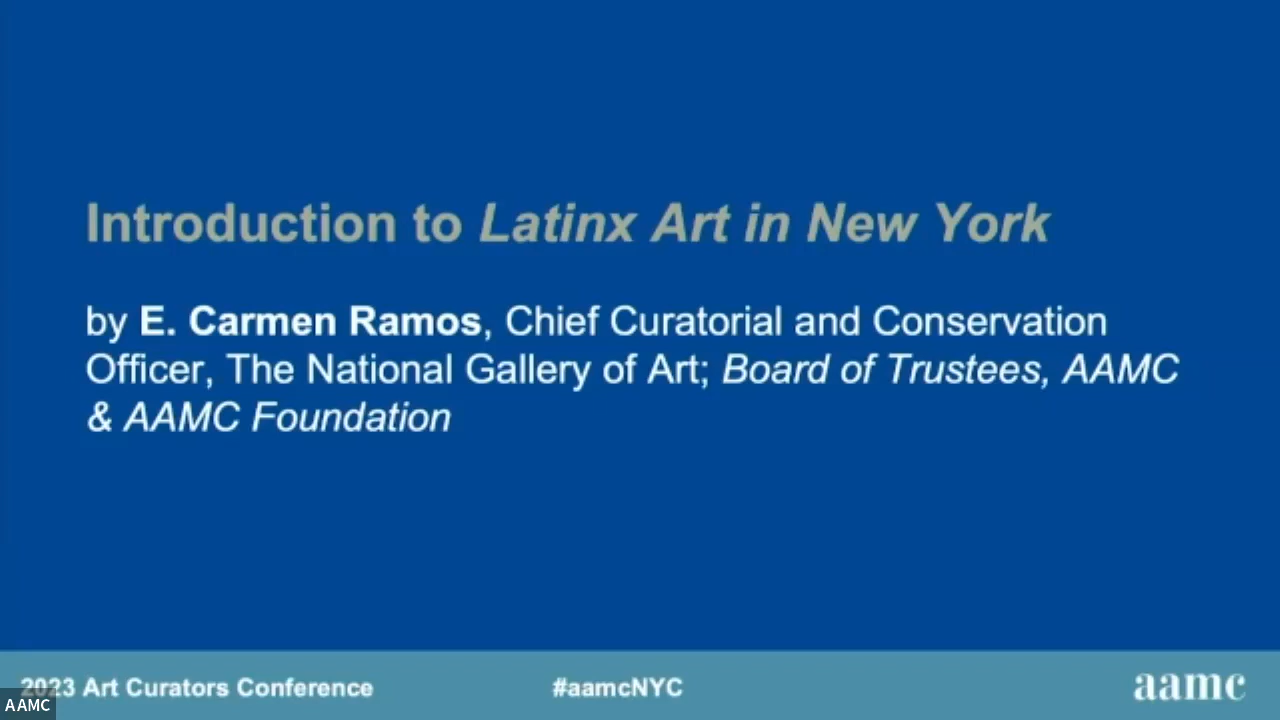 Introduction to Latinx Art in New York
by E. Carmen Ramos, Chief Curatorial and Conservation
Officer, The National Gallery of Art; Board of Trustees, AAMC
& AAMC Foundation
2023 Art Curators Conference
#aamcNYC
aamc
AAMC